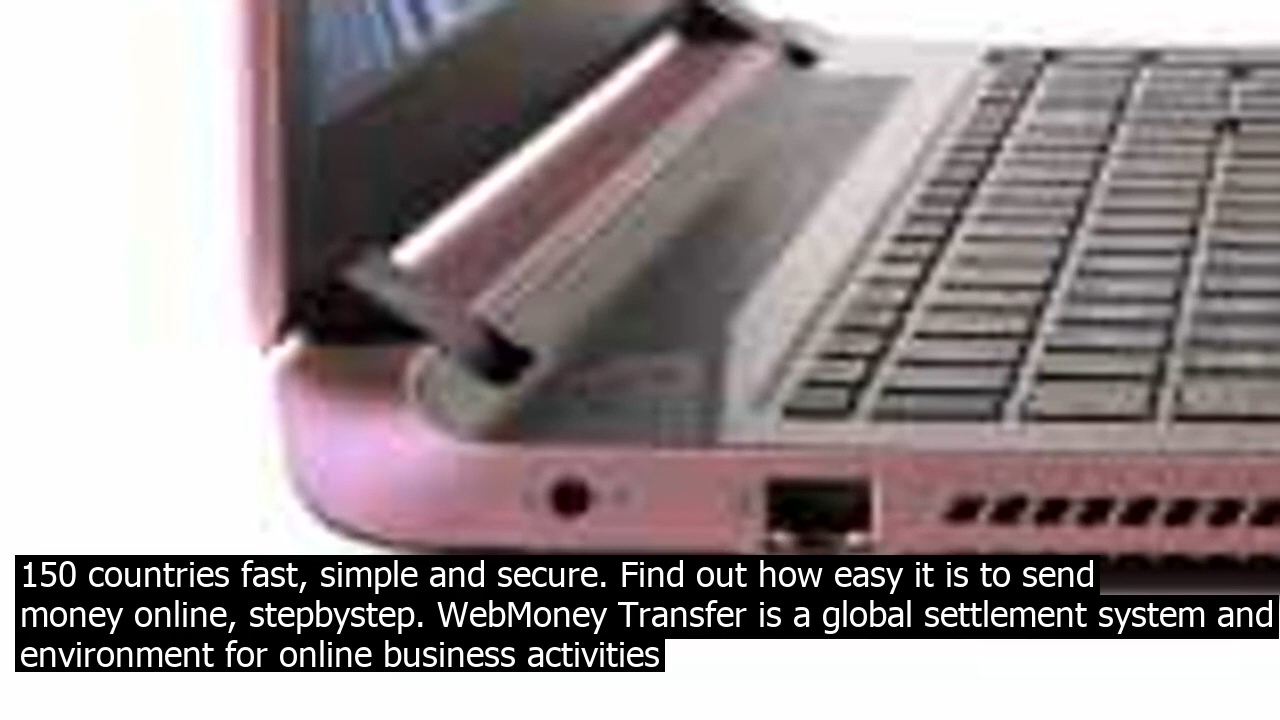 150 countries fast, simple and secure. Find out how easy it is to send
money online, stepbystep. WebMoney Transfer is a global settlement system and
environment for online business activities